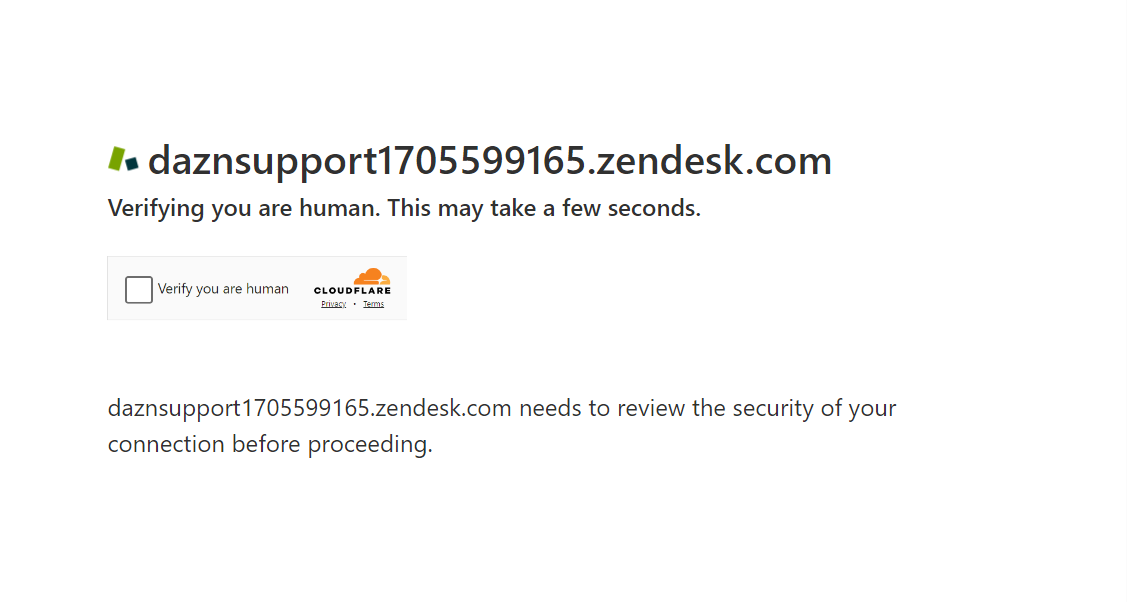 daznsupport1705599165.zendesk.com
Verifying you are human. This may take a few seconds.
Verify you are human
CLOUDFLARE
Privacy • Terms
daznsupport1705599165.zendesk.com needs to review the security of your
connection before proceeding.